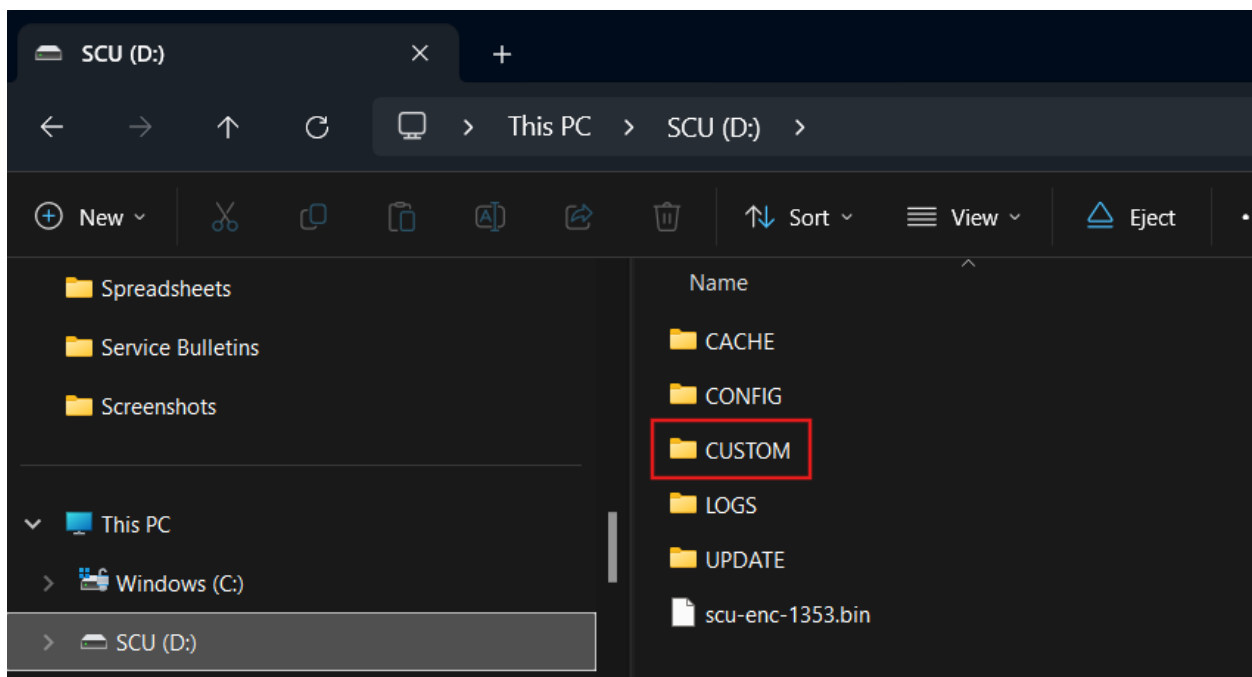 SCU (D:)
This PC > SCU (D:) >
New
Sort
View
Eject
Spreadsheets
Service Bulletins
Screenshots
This PC
Windows (C:)
SCU (D:)
Name
CACHE
CONFIG
CUSTOM
LOGS
UPDATE
scu-enc-1353.bin